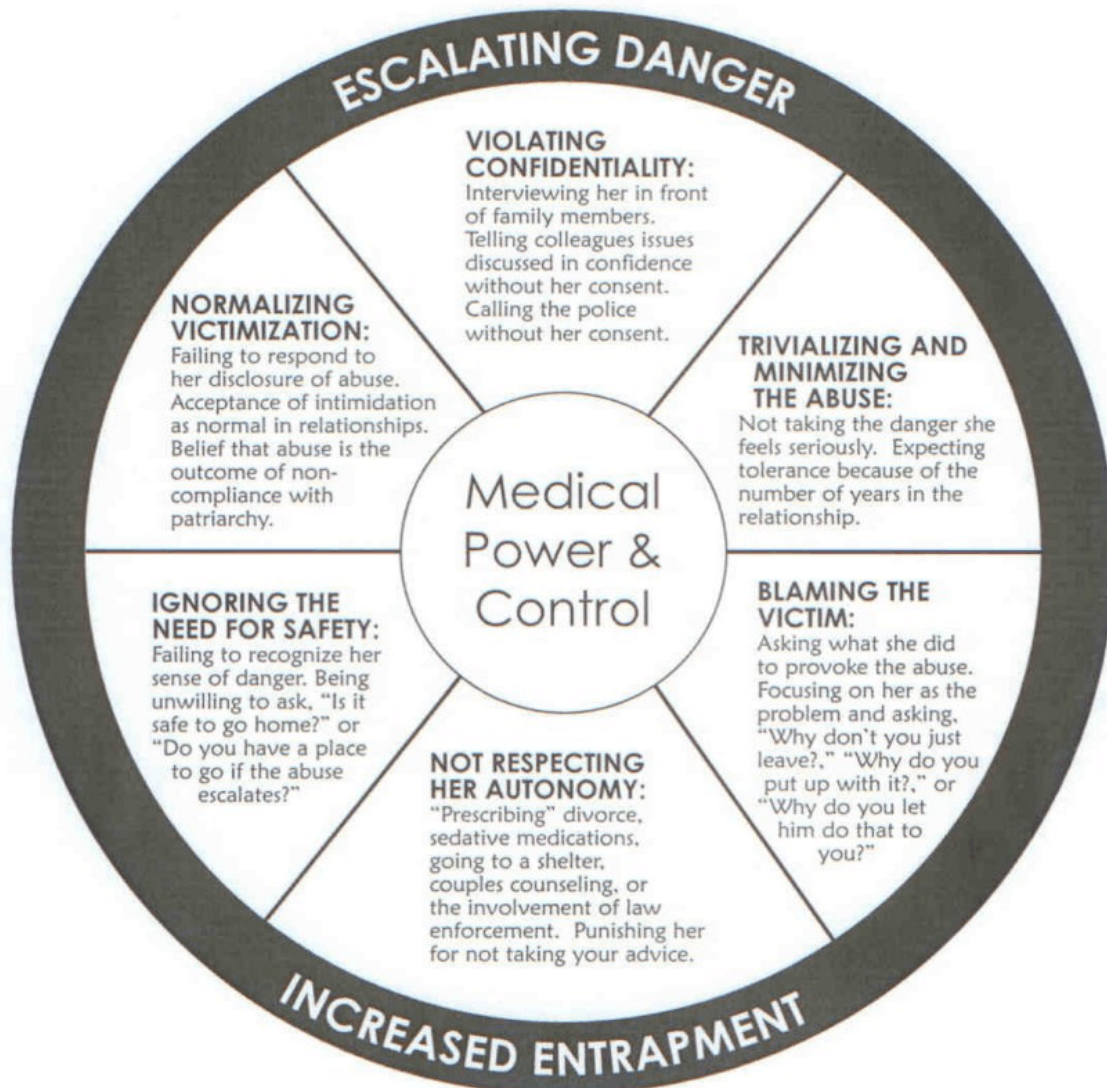 ESCALATING DANGER
VIOLATING
CONFIDENTIALITY:
Interviewing her in front
of family members.
Telling colleagues issues
discussed in confidence
without her consent.
Calling the police
without her consent.
TRIVIALIZING AND
MINIMIZING
THE ABUSE:
Not taking the danger she
feels seriously. Expecting
tolerance because of the
number of years in the
relationship.
BLAMING THE
VICTIM:
Asking what she did
to provoke the abuse.
Focusing on her as the
problem and asking,
"Why don't you just
leave?," "Why do you
put up with it?," or
"Why do you let
him do that to
you?"
NOT RESPECTING
HER AUTONOMY:
"Prescribing" divorce,
sedative medications,
going to a shelter,
couples counseling, or
the involvement of law
enforcement. Punishing her
for not taking your advice.
IGNORING THE
NEED FOR SAFETY:
Failing to recognize her
sense of danger. Being
unwilling to ask, "Is it
safe to go home?" or
"Do you have a place
to go if the abuse
escalates?"
NORMALIZING
VICTIMIZATION:
Failing to respond to
her disclosure of abuse.
Acceptance of intimidation
as normal in relationships.
Belief that abuse is the
outcome of non-
compliance with
patriarchy.
Medical
Power &
Control
INCREASED ENTRAPMENT